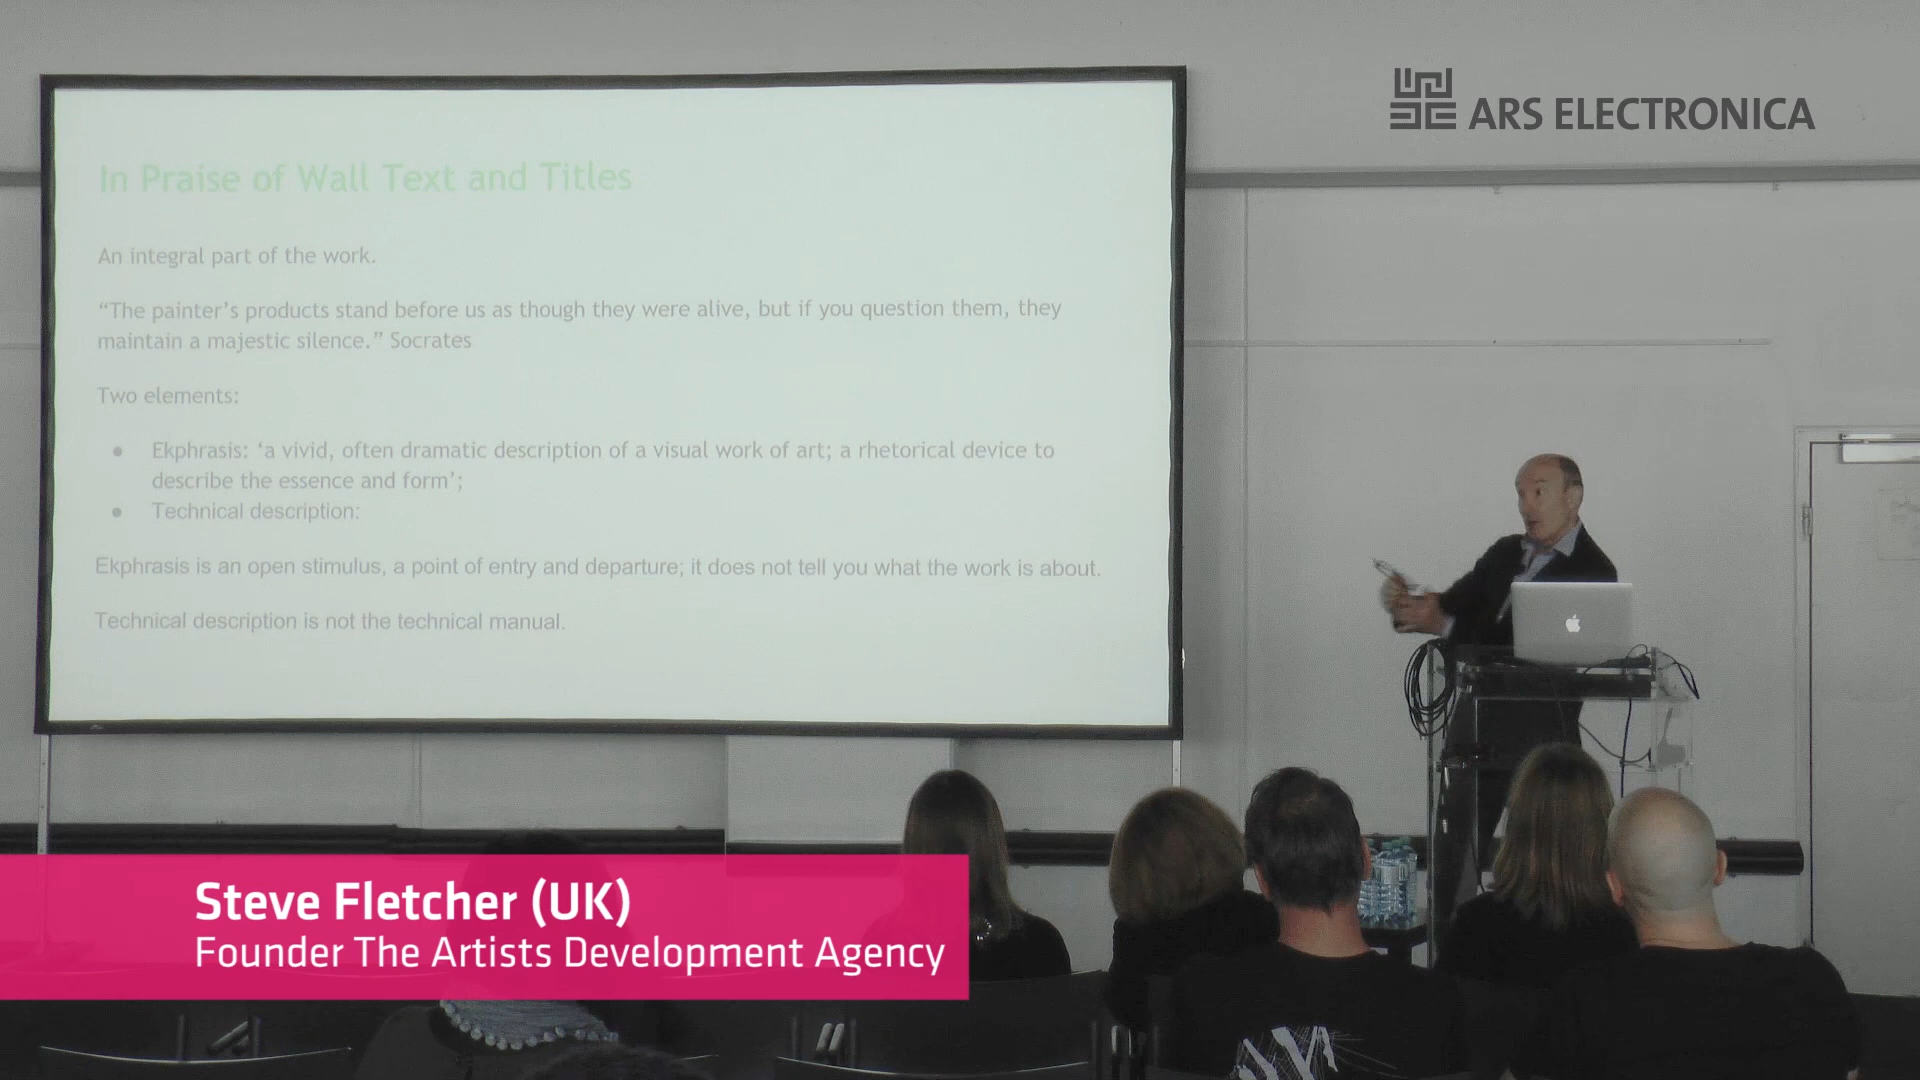 ARS ELECTRONICA
In Praise of Wall Text and Titles
An integral part of the work.
“The painter’s products stand before us as though they were alive, but if you question them, they
maintain a majestic silence.” Socrates
Two elements:
● Ekphrasis: ‘a vivid, often dramatic description of a visual work of art; a rhetorical device to
describe the essence and form’;
● Technical description:
Ekphrasis is an open stimulus, a point of entry and departure; it does not tell you what the work is about.
Technical description is not the technical manual.
Steve Fletcher (UK)
Founder The Artists Development Agency